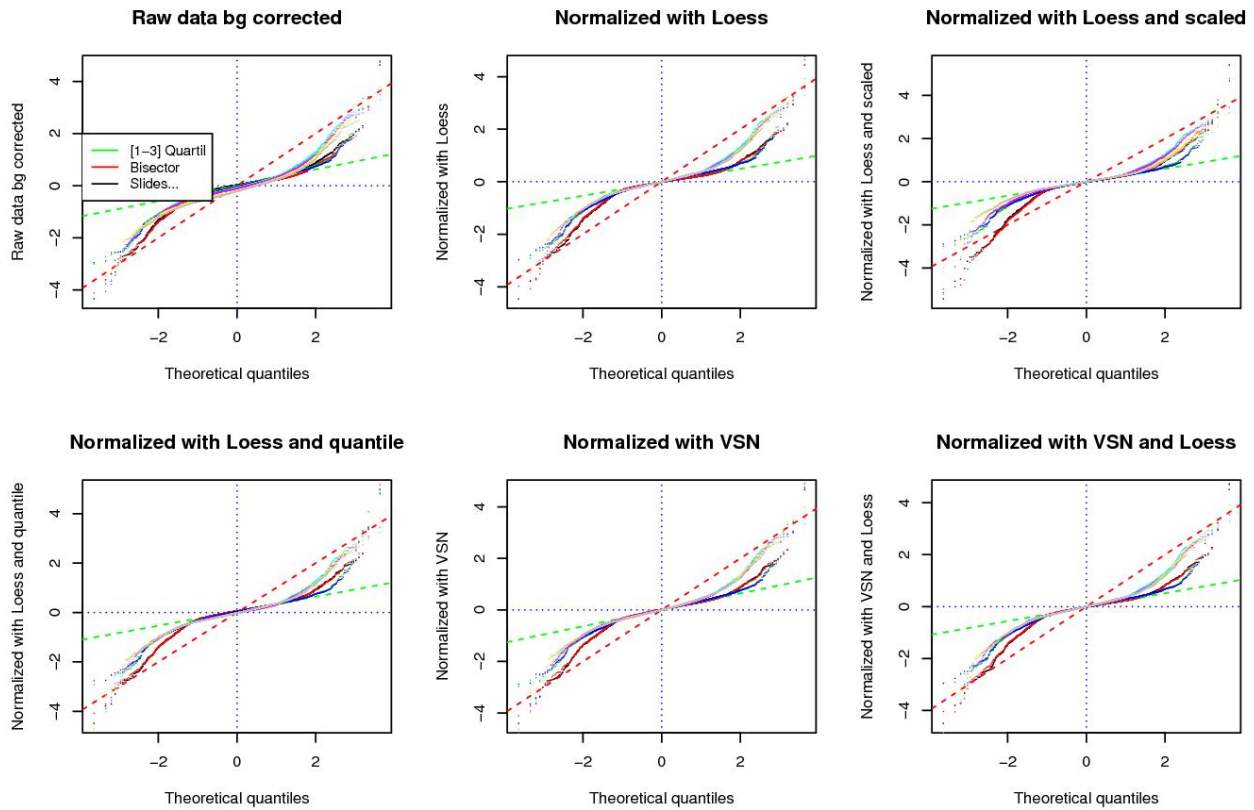 Raw data bg corrected
Raw data bg corrected
4
2
0
−2
−4
[1−3] Quartil
Bisector
Slides...
−2 0 2
Theoretical quantiles
Normalized with Loess
Normalized with Loess
4
2
0
−2
−4
−2 0 2
Theoretical quantiles
Normalized with Loess and scaled
Normalized with Loess and scaled
4
2
0
−2
−4
−2 0 2
Theoretical quantiles
Normalized with Loess and quantile
Normalized with Loess and quantile
4
2
0
−2
−4
−2 0 2
Theoretical quantiles
Normalized with VSN
Normalized with VSN
4
2
0
−2
−4
−2 0 2
Theoretical quantiles
Normalized with VSN and Loess
Normalized with VSN and Loess
4
2
0
−2
−4
−2 0 2
Theoretical quantiles